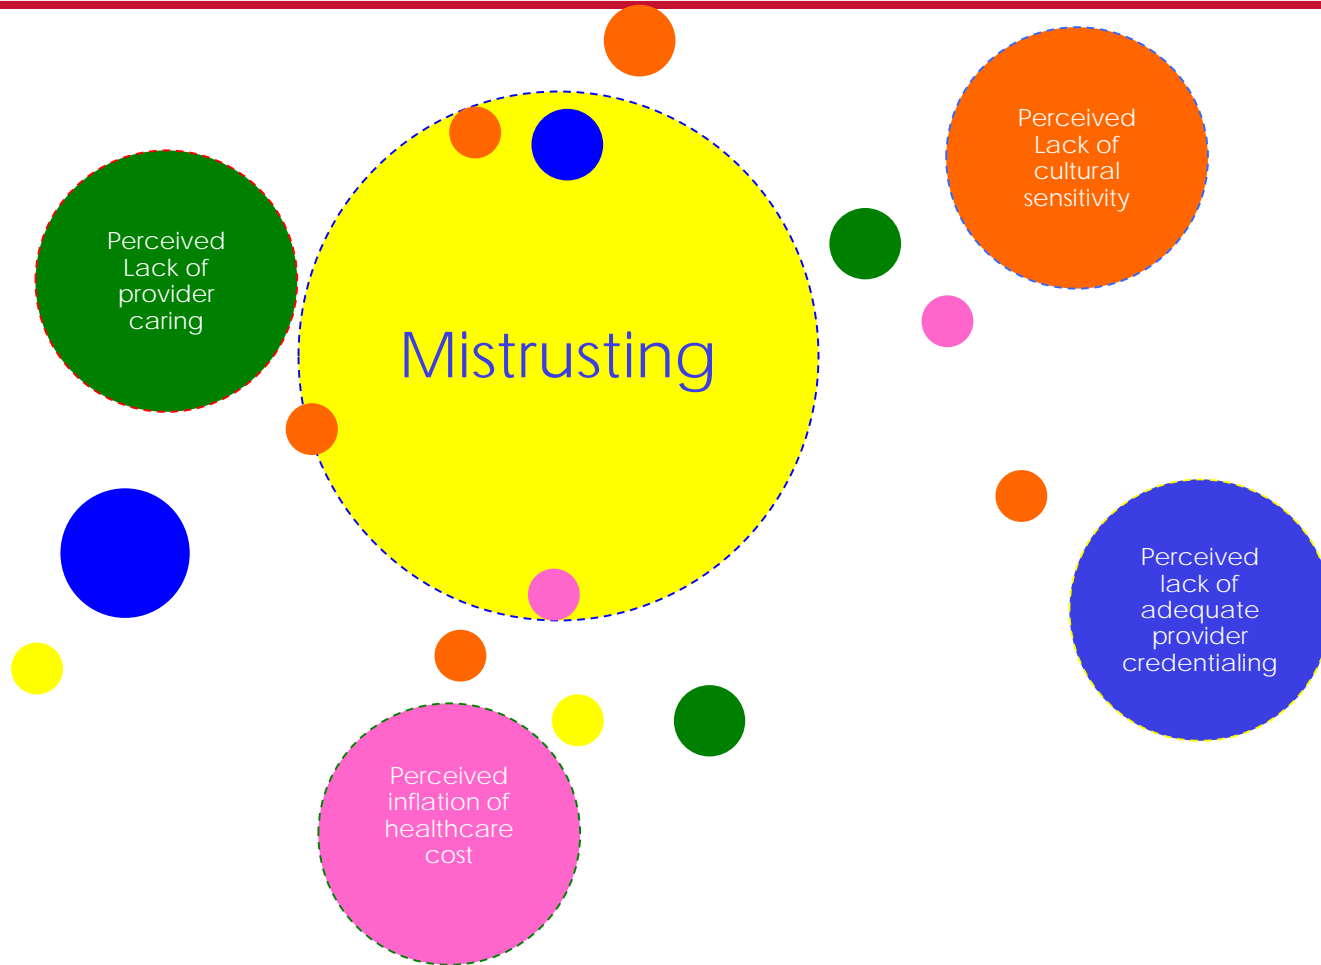 Perceived
Lack of
cultural
sensitivity
Perceived
Lack of
provider
caring
Mistrusting
Perceived
lack of
adequate
provider
credentialing
Perceived
inflation of
healthcare
cost